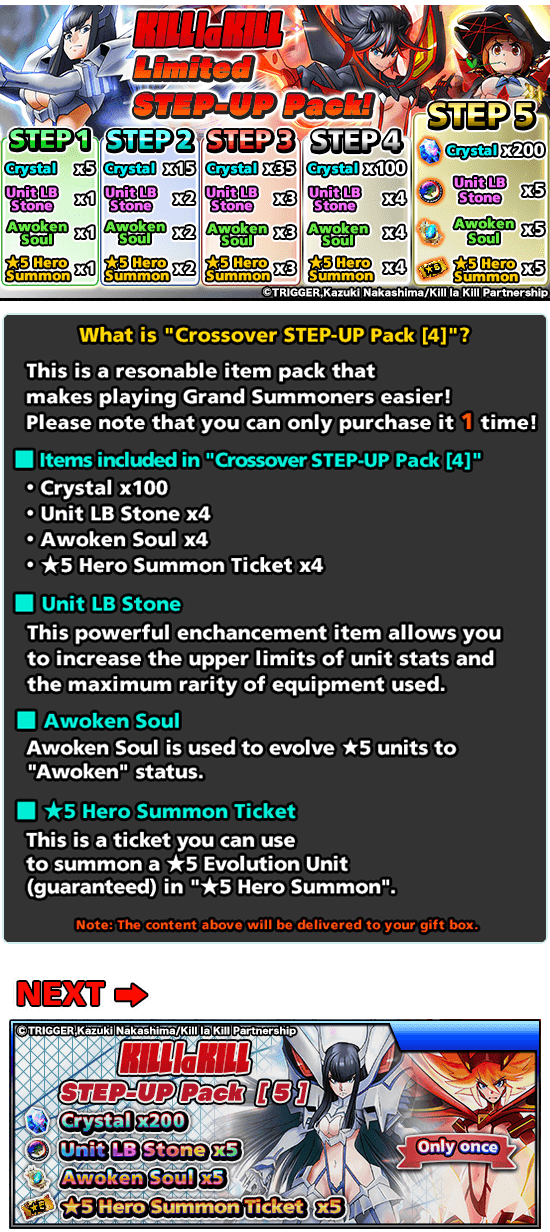 KILL la KILL
Limited
STEP-UP Pack!
STEP 1
Crystal x5
Unit LB Stone x1
Awoken Soul x1
★5 Hero Summon x1
STEP 2
Crystal x15
Unit LB Stone x2
Awoken Soul x2
★5 Hero Summon x2
STEP 3
Crystal x35
Unit LB Stone x3
Awoken Soul x3
★5 Hero Summon x3
STEP 4
Crystal x100
Unit LB Stone x4
Awoken Soul x4
★5 Hero Summon x4
STEP 5
Crystal x200
Unit LB Stone x5
Awoken Soul x5
★5 Hero Summon x5
©TRIGGER,Kazuki Nakashima/Kill la Kill Partnership
What is "Crossover STEP-UP Pack [4]"?
This is a resonable item pack that
makes playing Grand Summoners easier!
Please note that you can only purchase it 1 time!
■ Items included in "Crossover STEP-UP Pack [4]"
・Crystal x100
・Unit LB Stone x4
・Awoken Soul x4
・★5 Hero Summon Ticket x4
■ Unit LB Stone
This powerful enchancement item allows you
to increase the upper limits of unit stats and
the maximum rarity of equipment used.
■ Awoken Soul
Awoken Soul is used to evolve ★5 units to
"Awoken" status.
■ ★5 Hero Summon Ticket
This is a ticket you can use
to summon a ★5 Evolution Unit
(guaranteed) in "★5 Hero Summon".
Note: The content above will be delivered to your gift box.
NEXT ➡
©TRIGGER,Kazuki Nakashima/Kill la Kill Partnership
KILL la KILL
STEP-UP Pack [5]
Crystal x200
Unit LB Stone x5
Awoken Soul x5
★5 Hero Summon Ticket x5
Only once